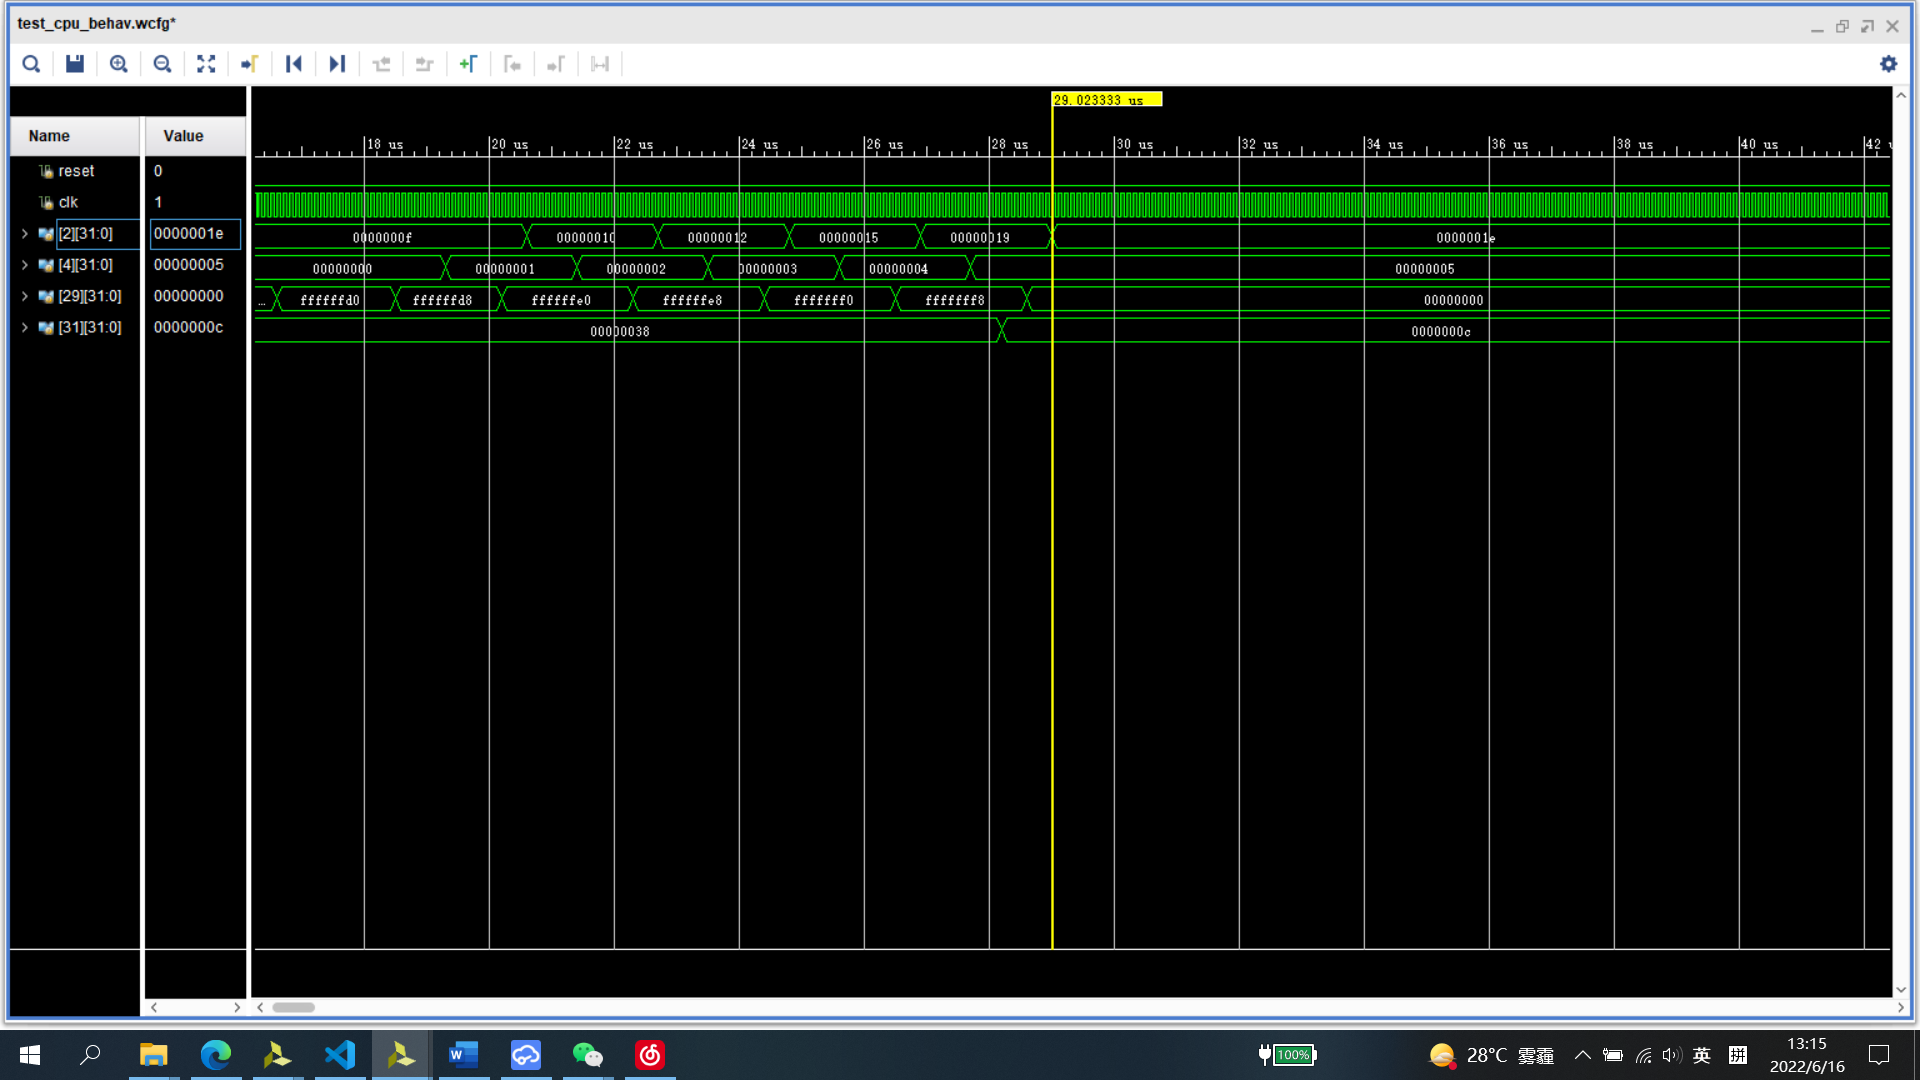 test_cpu_behav.wcfg*
29.023333 us
Name Value
18 us 20 us 22 us 24 us 26 us 28 us 30 us 32 us 34 us 36 us 38 us 40 us 42
reset 0
clk 1
[2][31:0] 0000001e 0000000f 00000010 00000012 00000015 00000019 0000001e
[4][31:0] 00000005 00000000 00000001 00000002 00000003 00000004 00000005
[29][31:0] 00000000 ... ffffffd0 ffffffd8 ffffffe0 ffffffe8 fffffff0 fffffff8 00000000
[31][31:0] 0000000c 00000038 0000000c
100% 28°C 雾霾 英 拼 13:15
2022/6/16